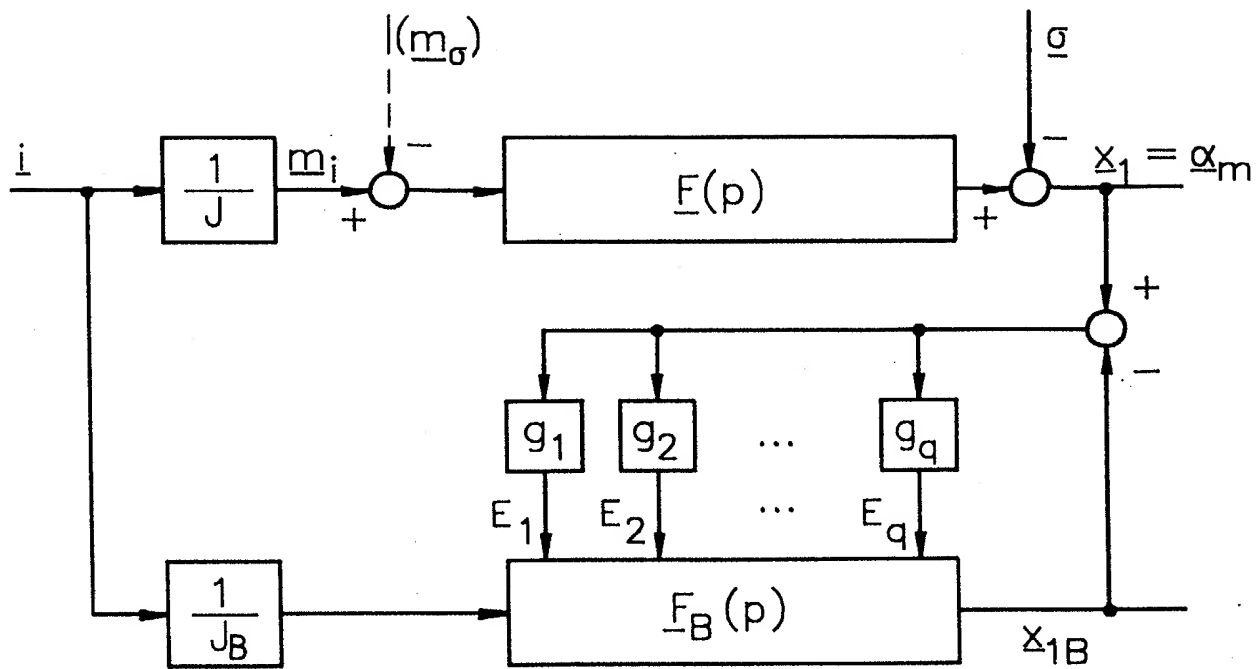 (m_σ)
σ
i
1
J
m_i
−
+
F(p)
−
+
x_1 = α_m
+
−
g_1
g_2
...
g_q
E_1
E_2
...
E_q
1
J_B
F_B(p)
x_1B